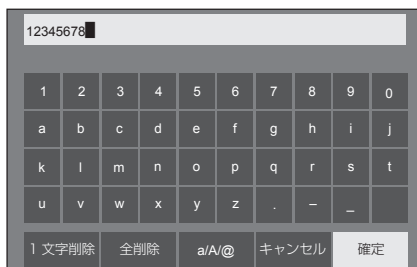 12345678
1 2 3 4 5 6 7 8 9 0
a b c d e f g h i j
k l m n o p q r s t
u v w x y z . – _
1 文字削除 全削除 a/A/@ キャンセル 確定